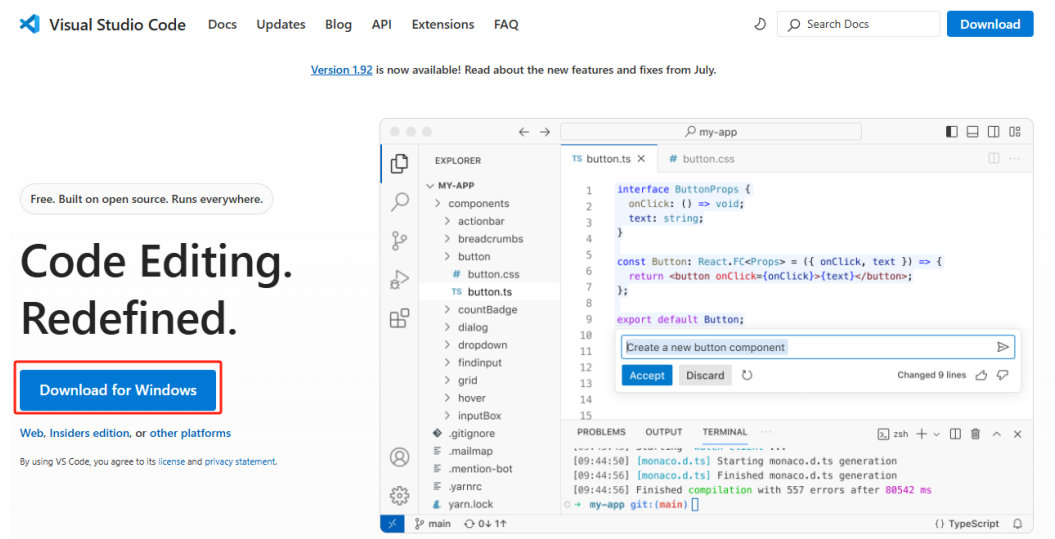 Visual Studio Code Docs Updates Blog API Extensions FAQ Search Docs Download
Version 1.92 is now available! Read about the new features and fixes from July.
Free. Built on open source. Runs everywhere.
Code Editing.
Redefined.
Download for Windows
Web, Insiders edition, or other platforms
By using VS Code, you agree to its license and privacy statement.
my-app
EXPLORER
MY-APP
components
actionbar
breadcrumbs
button
# button.css
TS button.ts
countBadge
dialog
dropdown
findinput
grid
hover
inputBox
.gitignore
.mailmap
.mention-bot
.yarnrc
yarn.lock
TS button.ts # button.css
1 interface ButtonProps {
2 onClick: () => void;
3 text: string;
4 }
5
6 const Button: React.FC<Props> = ({ onClick, text }) => {
7 return <button onClick={onClick}>{text}</button>;
8 };
9
10 export default Button;
11
12
13
14
15
Create a new button component
Accept Discard Changed 9 lines
PROBLEMS OUTPUT TERMINAL ... zsh
[09:44:50] [monaco.d.ts] Starting monaco.d.ts generation
[09:44:56] [monaco.d.ts] Finished monaco.d.ts generation
[09:44:56] Finished compilation with 557 errors after 80542 ms
my-app git:(main)
main 0↓ 1↑ {} TypeScript